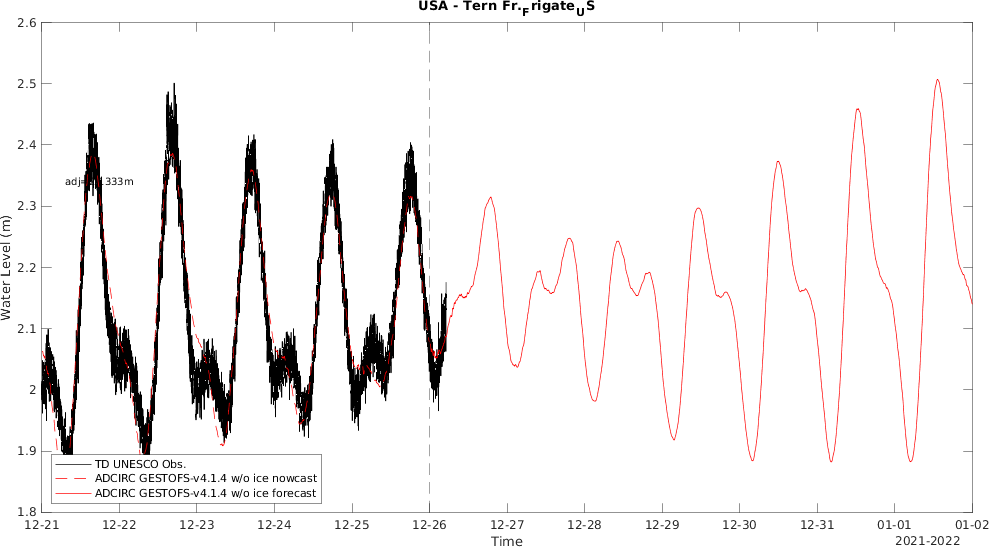 USA - Tern Fr.FrigateUS
2.6
2.5
2.4
2.3
2.2
2.1
2
1.9
1.8
Water Level (m)
333m
TD UNESCO Obs.
ADCIRC GESTOFS-v4.1.4 w/o ice nowcast
ADCIRC GESTOFS-v4.1.4 w/o ice forecast
12-21 12-22 12-23 12-24 12-25 12-26 12-27 12-28 12-29 12-30 12-31 01-01 01-02
Time
2021-2022